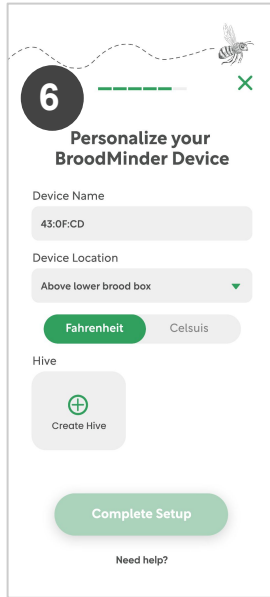 6
Personalize your
BroodMinder Device
Device Name
43:0F:CD
Device Location
Above lower brood box
Fahrenheit Celsuis
Hive
Create Hive
Complete Setup
Need help?